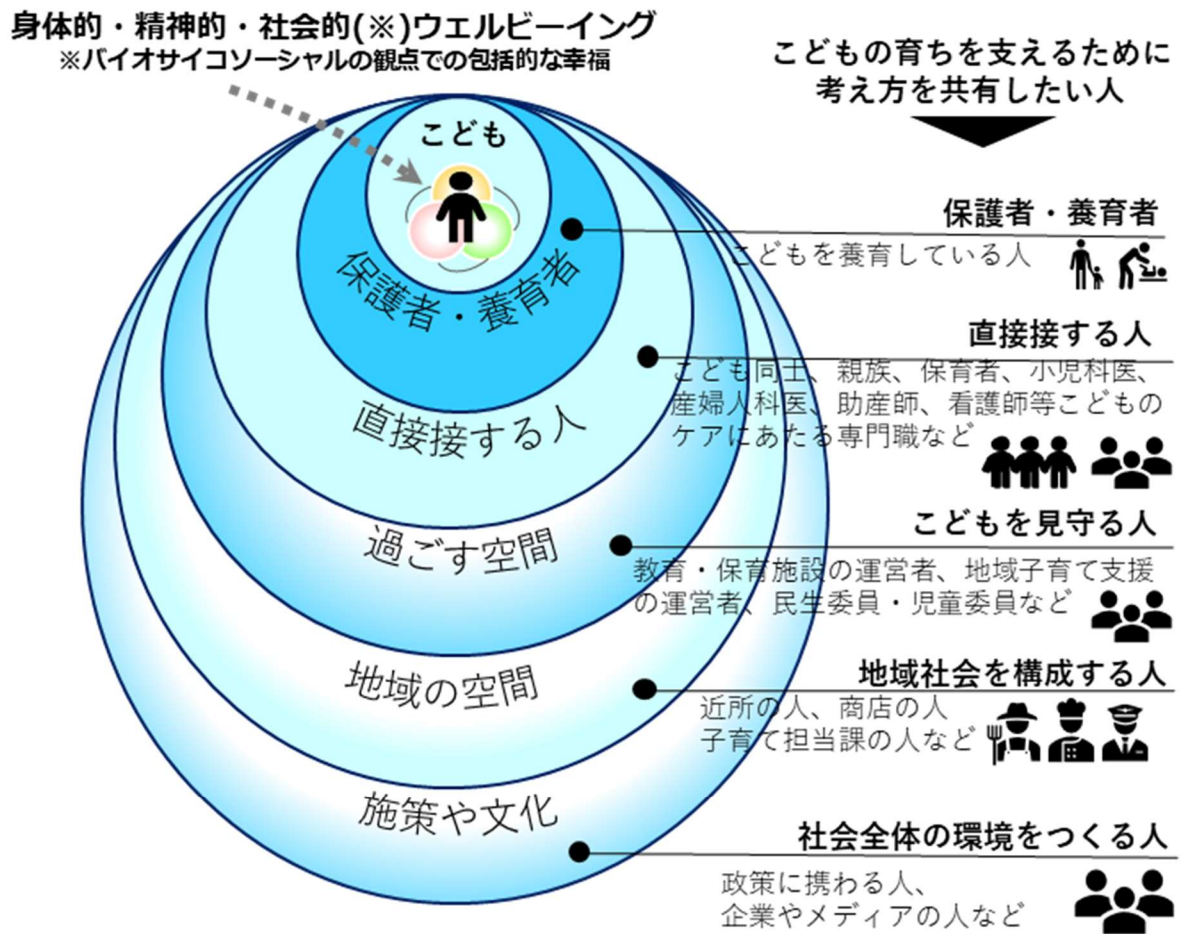 身体的・精神的・社会的(※)ウェルビーイング
※バイオサイコソーシャルの観点での包括的な幸福
こどもの育ちを支えるために
考え方を共有したい人
こども
保護者・養育者
直接接する人
過ごす空間
地域の空間
施策や文化
保護者・養育者
こどもを養育している人
直接接する人
こども同士、親族、保育者、小児科医、
産婦人科医、助産師、看護師等こどもの
ケアにあたる専門職など
こどもを見守る人
教育・保育施設の運営者、地域子育て支援
の運営者、民生委員・児童委員など
地域社会を構成する人
近所の人、商店の人
子育て担当課の人など
社会全体の環境をつくる人
政策に携わる人、
企業やメディアの人など